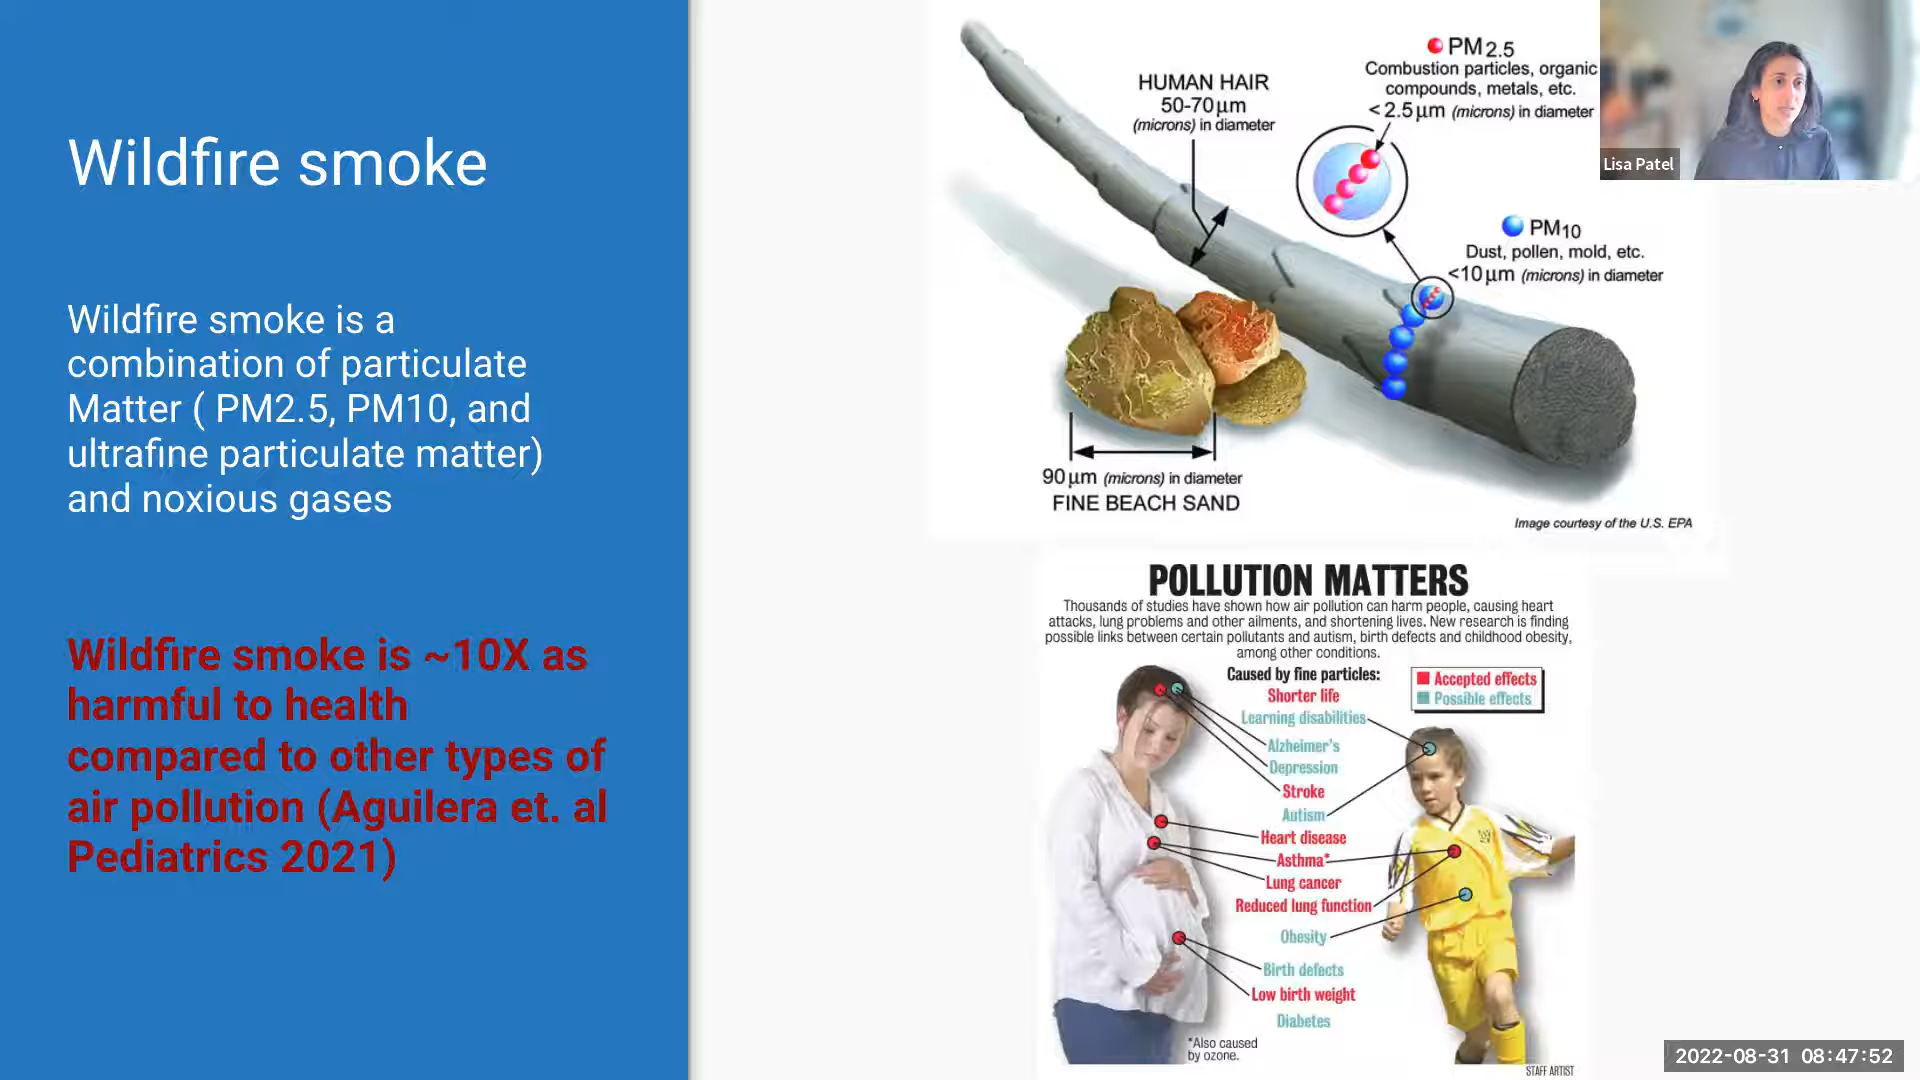 Wildfire smoke
Wildfire smoke is a
combination of particulate
Matter ( PM2.5, PM10, and
ultrafine particulate matter)
and noxious gases
Wildfire smoke is ~10X as
harmful to health
compared to other types of
air pollution (Aguilera et. al
Pediatrics 2021)
HUMAN HAIR
50-70μm
(microns) in diameter
PM2.5
Combustion particles, organic
compounds, metals, etc.
<2.5μm (microns) in diameter
PM10
Dust, pollen, mold, etc.
<10μm (microns) in diameter
90μm (microns) in diameter
FINE BEACH SAND
Image courtesy of the U.S. EPA
Lisa Patel
POLLUTION MATTERS
Thousands of studies have shown how air pollution can harm people, causing heart
attacks, lung problems and other ailments, and shortening lives. New research is finding
possible links between certain pollutants and autism, birth defects and childhood obesity,
among other conditions.
Caused by fine particles:
Accepted effects
Possible effects
Shorter life
Learning disabilities
Alzheimer's
Depression
Stroke
Autism
Heart disease
Asthma*
Lung cancer
Reduced lung function
Obesity
Birth defects
Low birth weight
Diabetes
*Also caused
by ozone.
STAFF ARTIST
2022-08-31 08:47:52